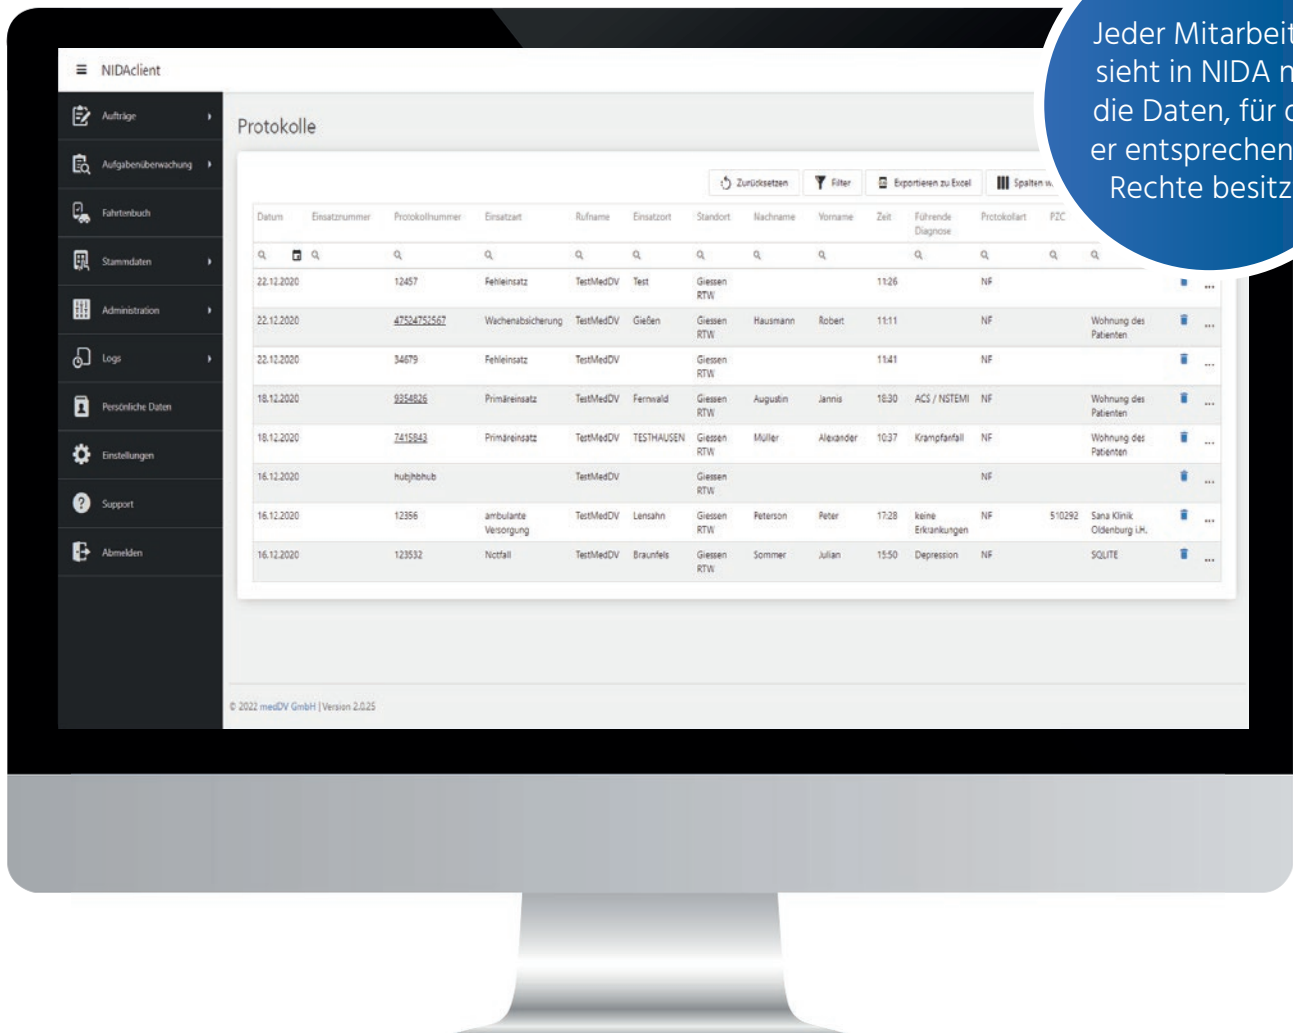 Jeder Mitarbeit
sieht in NIDA n
die Daten, für d
er entsprechen
Rechte besitz
NIDAclient
Aufträge
Aufgabenüberwachung
Fahrtenbuch
Stammdaten
Administration
Logs
Persönliche Daten
Einstellungen
Support
Abmelden
Protokolle
Zurücksetzen Filter Exportieren zu Excel Spalten
Datum Einsatznummer Protokollnummer Einsatzart Rufname Einsatzort Standort Nachname Vorname Zeit Führende Protokollart PZC
Diagnose
22.12.2020 12457 Fehleinsatz TestMedDV Test Giessen 11:26 NF ...
RTW
22.12.2020 47524752567 Wachenabsicherung TestMedDV Gießen Giessen Hausmann Robert 11:11 NF Wohnung des ...
RTW Patienten
22.12.2020 34679 Fehleinsatz TestMedDV Giessen 11:41 NF ...
RTW
18.12.2020 9354826 Primäreinsatz TestMedDV Fernwald Giessen Augustin Jannis 18:30 ACS / NSTEMI NF Wohnung des ...
RTW Patienten
18.12.2020 7415843 Primäreinsatz TestMedDV TESTHAUSEN Giessen Müller Alexander 10:37 Krampfanfall NF Wohnung des ...
RTW Patienten
16.12.2020 hubjhbhub TestMedDV Giessen NF ...
RTW
16.12.2020 12356 ambulante TestMedDV Lensahn Giessen Peterson Peter 17:28 keine NF 510292 Sana Klinik ...
Versorgung RTW Erkrankungen Oldenburg i.H.
16.12.2020 123532 Notfall TestMedDV Braunfels Giessen Sommer Julian 15:50 Depression NF SQLITE ...
RTW
© 2022 medDV GmbH | Version 2.0.25